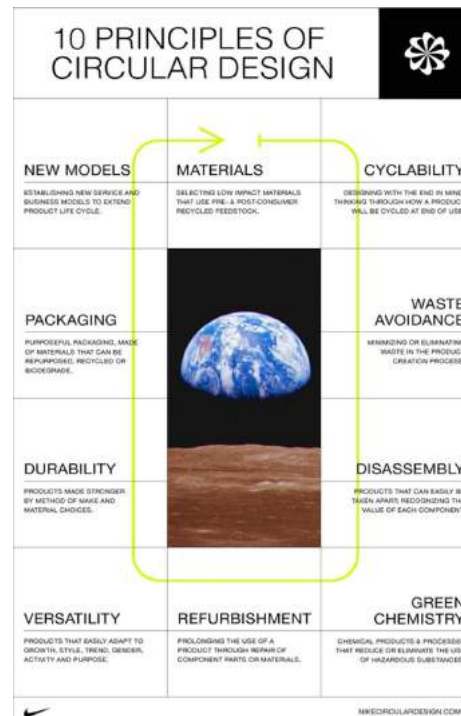 10 PRINCIPLES OF
CIRCULAR DESIGN
NEW MODELS
ESTABLISHING NEW SERVICE AND
BUSINESS MODELS TO EXTEND
PRODUCT LIFE CYCLE.
MATERIALS
SELECTING LOW IMPACT MATERIALS
THAT USE PRE- & POST-CONSUMER
RECYCLED FEEDSTOCK.
CYCLABILITY
DESIGNING WITH THE END IN MIND
THINKING THROUGH HOW A PRODUC
WILL BE CYCLED AT END OF USE
PACKAGING
PURPOSEFUL PACKAGING, MADE
OF MATERIALS THAT CAN BE
REPURPOSED, RECYCLED OR
BIODEGRADE.
WASTE
AVOIDANCE
MINIMIZING OR ELIMINATING
WASTE IN THE PRODUC
CREATION PROCESS
DURABILITY
PRODUCTS MADE STRONGER
BY METHOD OF MAKE AND
MATERIAL CHOICES.
DISASSEMBLY
PRODUCTS THAT CAN EASILY B
TAKEN APART, RECOGNIZING TH
VALUE OF EACH COMPONENT
VERSATILITY
PRODUCTS THAT EASILY ADAPT TO
GROWTH, STYLE, TREND, GENDER,
ACTIVITY AND PURPOSE.
REFURBISHMENT
PROLONGING THE USE OF A
PRODUCT THROUGH REPAIR OF
COMPONENT PARTS OR MATERIALS.
GREEN
CHEMISTRY
CHEMICAL PRODUCTS & PROCESSE
THAT REDUCE OR ELIMINATE THE US
OF HAZARDOUS SUBSTANCES
NIKECIRCULARDESIGN.COM